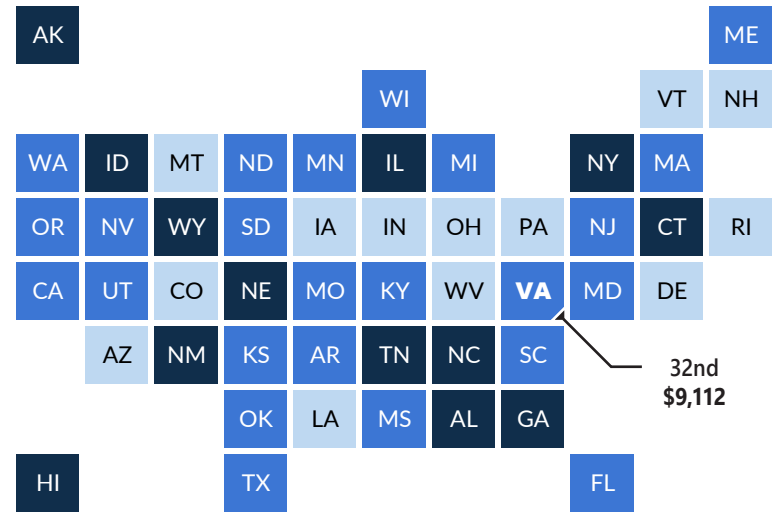 AK ME
WI VT NH
WA ID MT ND MN IL MI NY MA
OR NV WY SD IA IN OH PA NJ CT RI
CA UT CO NE MO KY WV VA MD DE
AZ NM KS AR TN NC SC
32nd
$9,112
OK LA MS AL GA
HI TX FL